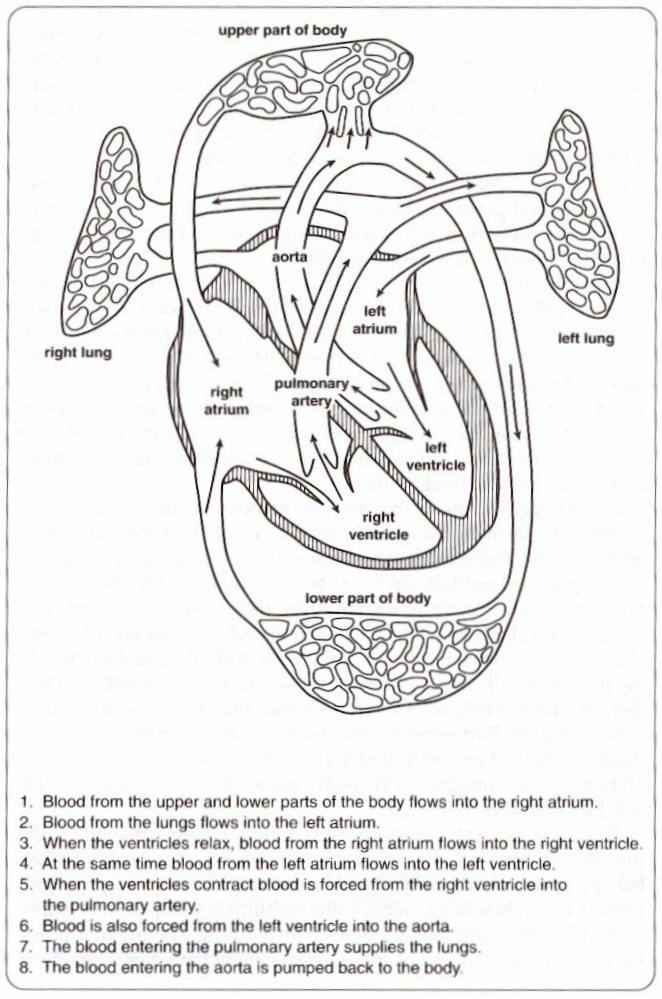 upper part of body
aorta
left
atrium
right lung
left lung
right
atrium
pulmonary
artery
left
ventricle
right
ventricle
lower part of body
1. Blood from the upper and lower parts of the body flows into the right atrium.
2. Blood from the lungs flows into the left atrium.
3. When the ventricles relax, blood from the right atrium flows into the right ventricle.
4. At the same time blood from the left atrium flows into the left ventricle.
5. When the ventricles contract blood is forced from the right ventricle into
the pulmonary artery.
6. Blood is also forced from the left ventricle into the aorta.
7. The blood entering the pulmonary artery supplies the lungs.
8. The blood entering the aorta is pumped back to the body.